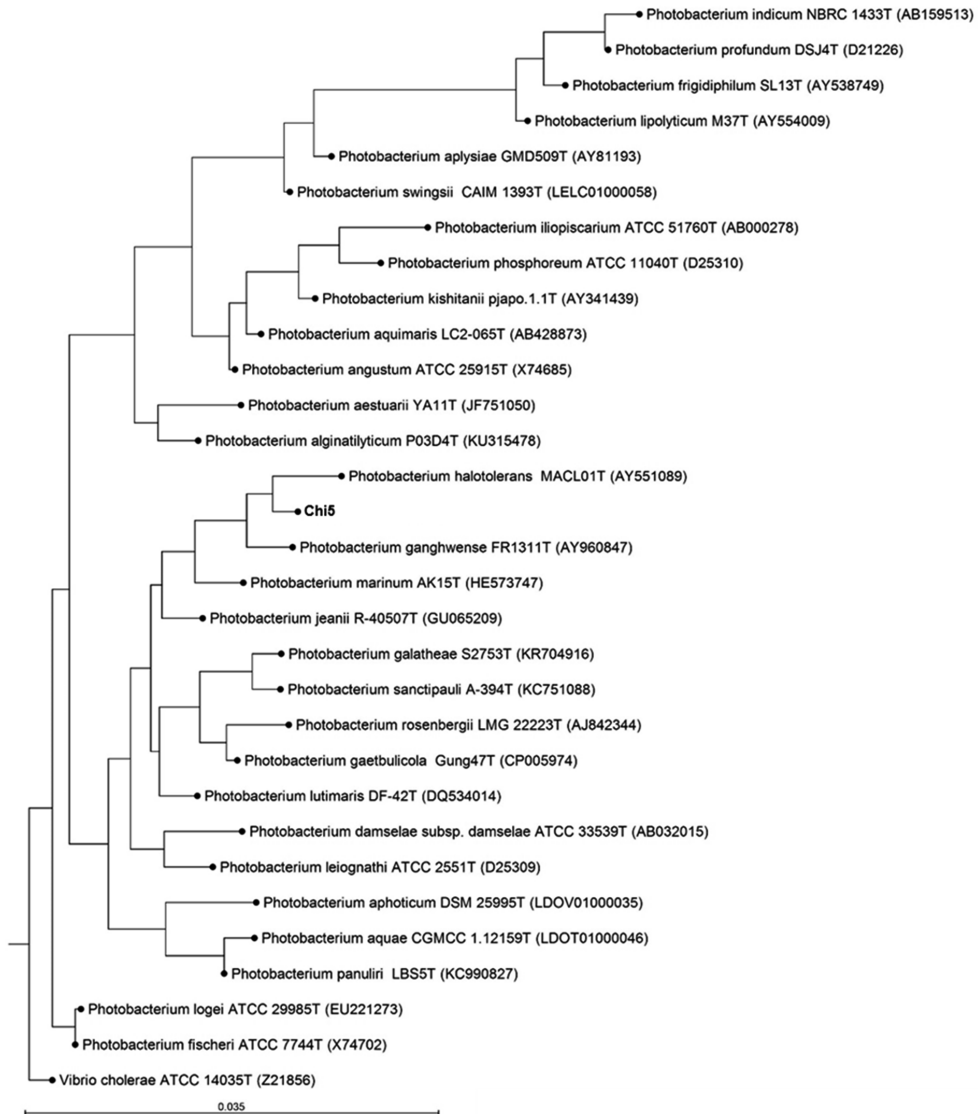 Photobacterium indicum NBRC 1433T (AB159513)
Photobacterium profundum DSJ4T (D21226)
Photobacterium frigidiphilum SL13T (AY538749)
Photobacterium lipolyticum M37T (AY554009)
Photobacterium aplysiae GMD509T (AY81193)
Photobacterium swingsii CAIM 1393T (LELC01000058)
Photobacterium iliopiscarium ATCC 51760T (AB000278)
Photobacterium phosphoreum ATCC 11040T (D25310)
Photobacterium kishitanii pjapo.1.1T (AY341439)
Photobacterium aquimaris LC2-065T (AB428873)
Photobacterium angustum ATCC 25915T (X74685)
Photobacterium aestuarii YA11T (JF751050)
Photobacterium alginatilyticum P03D4T (KU315478)
Photobacterium halotolerans MACL01T (AY551089)
Chi5
Photobacterium ganghwense FR1311T (AY960847)
Photobacterium marinum AK15T (HE573747)
Photobacterium jeanii R-40507T (GU065209)
Photobacterium galatheae S2753T (KR704916)
Photobacterium sanctipauli A-394T (KC751088)
Photobacterium rosenbergii LMG 22223T (AJ842344)
Photobacterium gaetbulicola Gung47T (CP005974)
Photobacterium lutimaris DF-42T (DQ534014)
Photobacterium damselae subsp. damselae ATCC 33539T (AB032015)
Photobacterium leiognathi ATCC 2551T (D25309)
Photobacterium aphoticum DSM 25995T (LDOV01000035)
Photobacterium aquae CGMCC 1.12159T (LDOT01000046)
Photobacterium panuliri LBS5T (KC990827)
Photobacterium logei ATCC 29985T (EU221273)
Photobacterium fischeri ATCC 7744T (X74702)
Vibrio cholerae ATCC 14035T (Z21856)
0.035